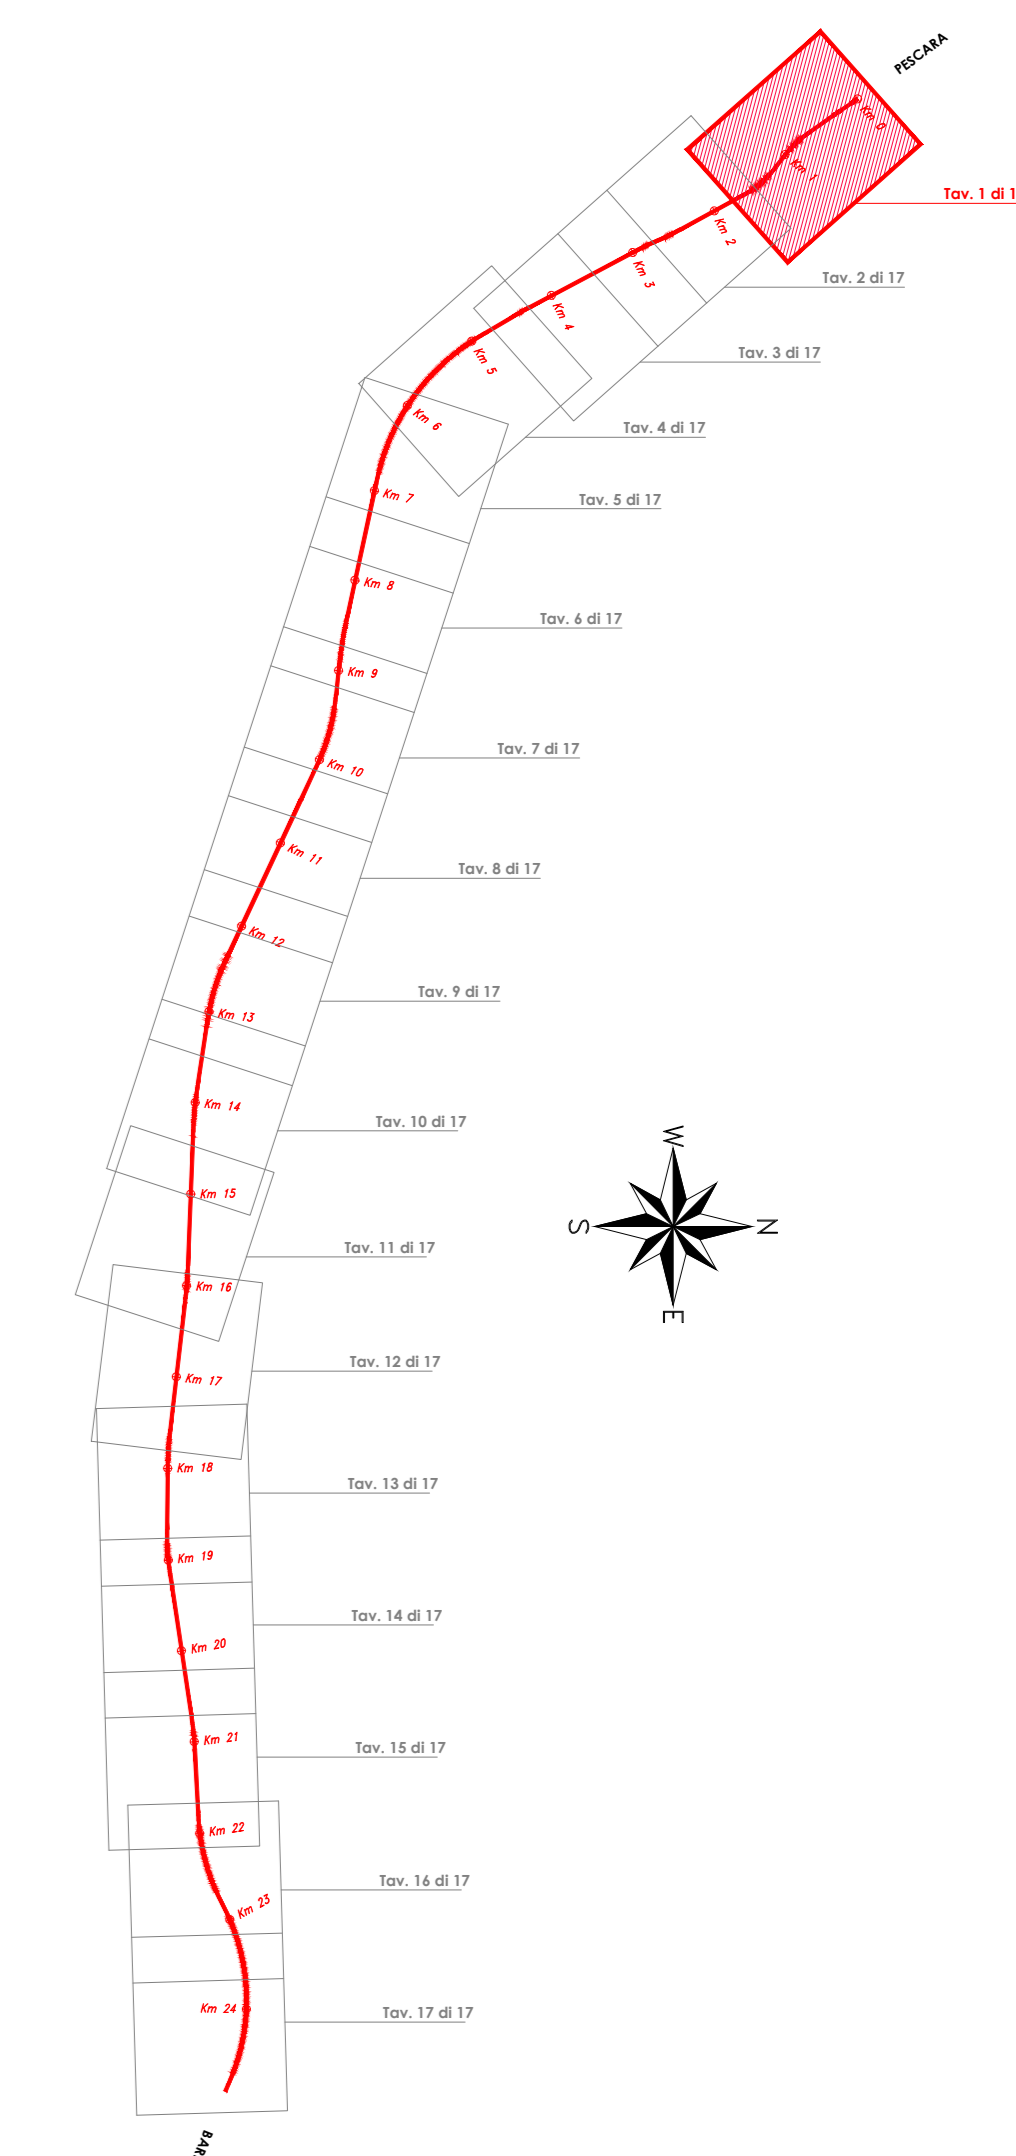 PESCARA
Km 0
Km 1
Tav. 1 di 1
Km 2
Km 3
Tav. 2 di 17
Km 4
Km 5
Tav. 3 di 17
Km 6
Tav. 4 di 17
Km 7
Tav. 5 di 17
Km 8
Tav. 6 di 17
Km 9
Tav. 7 di 17
Km 10
Km 11
Tav. 8 di 17
Km 12
Tav. 9 di 17
Km 13
Km 14
Tav. 10 di 17
W
Km 15
S
N
Tav. 11 di 17
Km 16
E
Tav. 12 di 17
Km 17
Km 18
Tav. 13 di 17
Km 19
Tav. 14 di 17
Km 20
Km 21
Tav. 15 di 17
Km 22
Tav. 16 di 17
Km 23
Km 24
Tav. 17 di 17